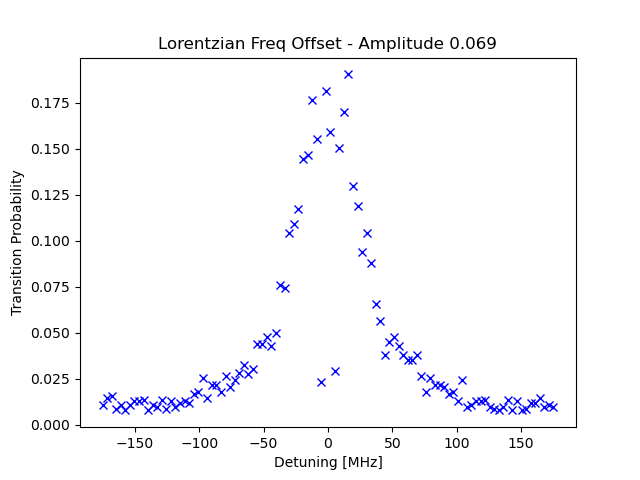 Lorentzian Freq Offset - Amplitude 0.069
Transition Probability
0.175
0.150
0.125
0.100
0.075
0.050
0.025
0.000
−150 −100 −50 0 50 100 150
Detuning [MHz]